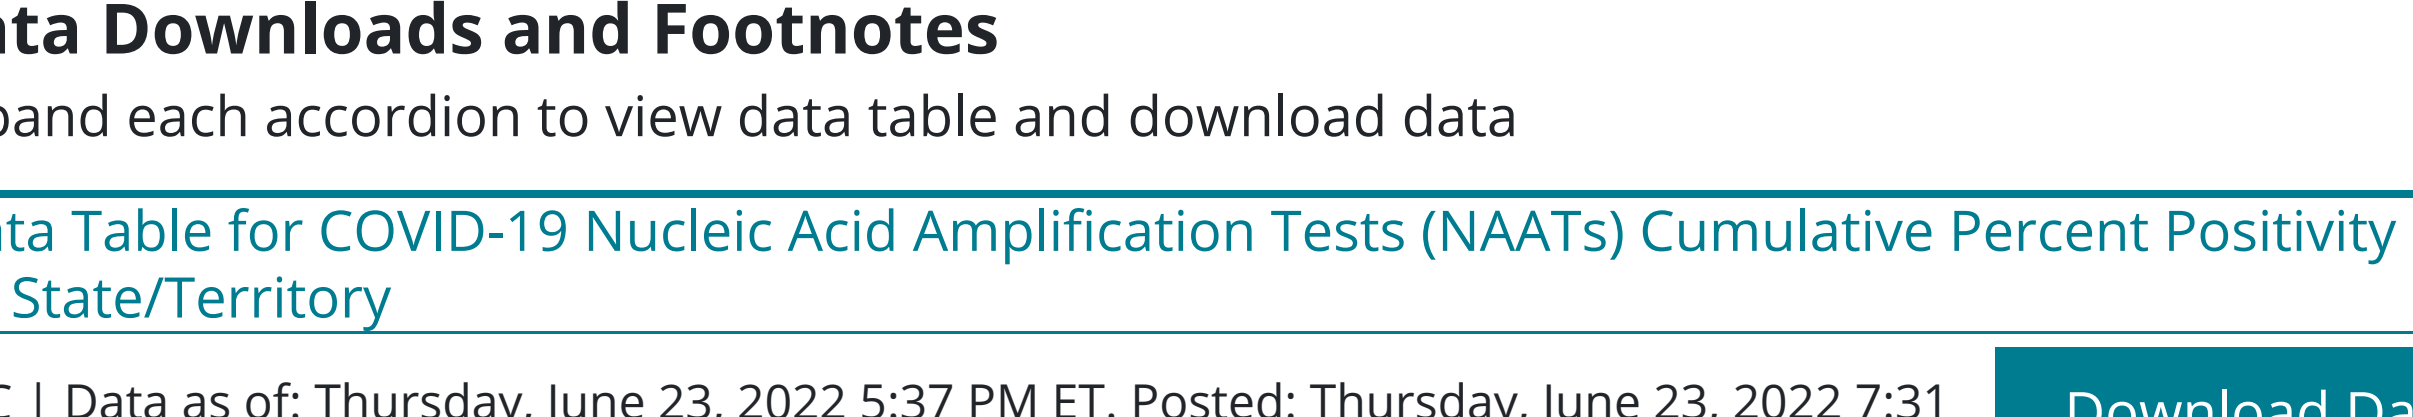 ta Downloads and Footnotes
and each accordion to view data table and download data
ta Table for COVID-19 Nucleic Acid Amplification Tests (NAATs) Cumulative Percent Positivity
State/Territory
C | Data as of: Thursday, June 23, 2022 5:37 PM ET. Posted: Thursday, June 23, 2022 7:31
Download Da